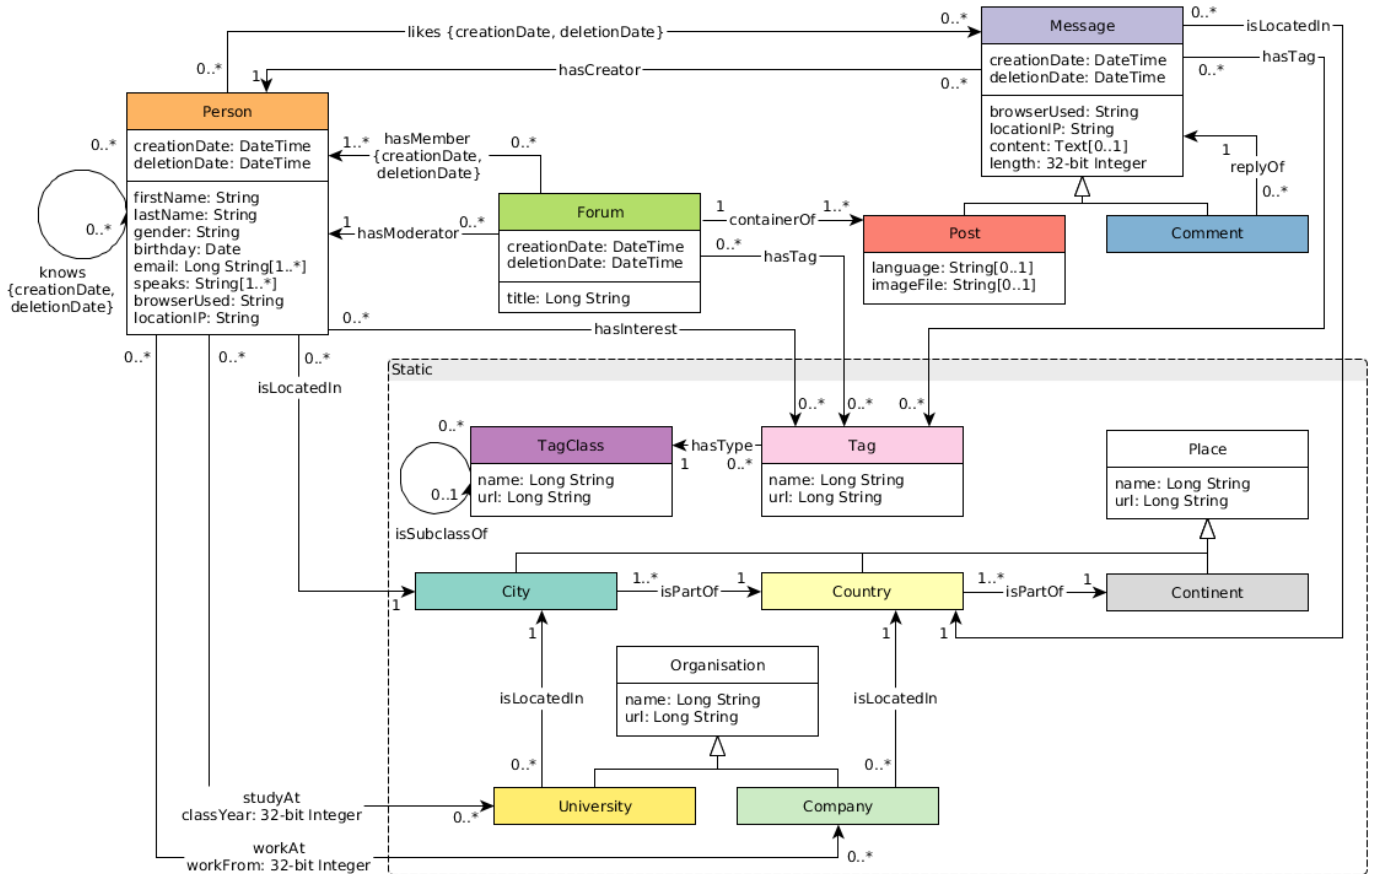 0..*
Message
0..*
isLocatedIn
likes {creationDate, deletionDate}
creationDate: DateTime
deletionDate: DateTime
hasTag
0..*
1
hasCreator
0..*
0..*
Person
browserUsed: String
locationIP: String
content: Text[0..1]
length: 32-bit Integer
0..*
creationDate: DateTime
deletionDate: DateTime
1..*
hasMember
{creationDate,
deletionDate}
0..*
1
replyOf
0..*
firstName: String
lastName: String
gender: String
birthday: Date
email: Long String[1..*]
speaks: String[1..*]
browserUsed: String
locationIP: String
0..*
knows
{creationDate,
deletionDate}
1
hasModerator
0..*
Forum
creationDate: DateTime
deletionDate: DateTime
title: Long String
1
containerOf
1..*
0..*
hasTag
Post
language: String[0..1]
imageFile: String[0..1]
Comment
0..*
hasInterest
0..*
0..*
0..*
isLocatedIn
Static
0..*
0..*
0..*
0..*
TagClass
name: Long String
url: Long String
0..1
isSubclassOf
hasType
1
0..*
Tag
name: Long String
url: Long String
Place
name: Long String
url: Long String
1
City
1..*
isPartOf
1
Country
1..*
isPartOf
1
Continent
1
1
1
Organisation
name: Long String
url: Long String
isLocatedIn
isLocatedIn
0..*
0..*
studyAt
classYear: 32-bit Integer
0..*
University
Company
workAt
workFrom: 32-bit Integer
0..*